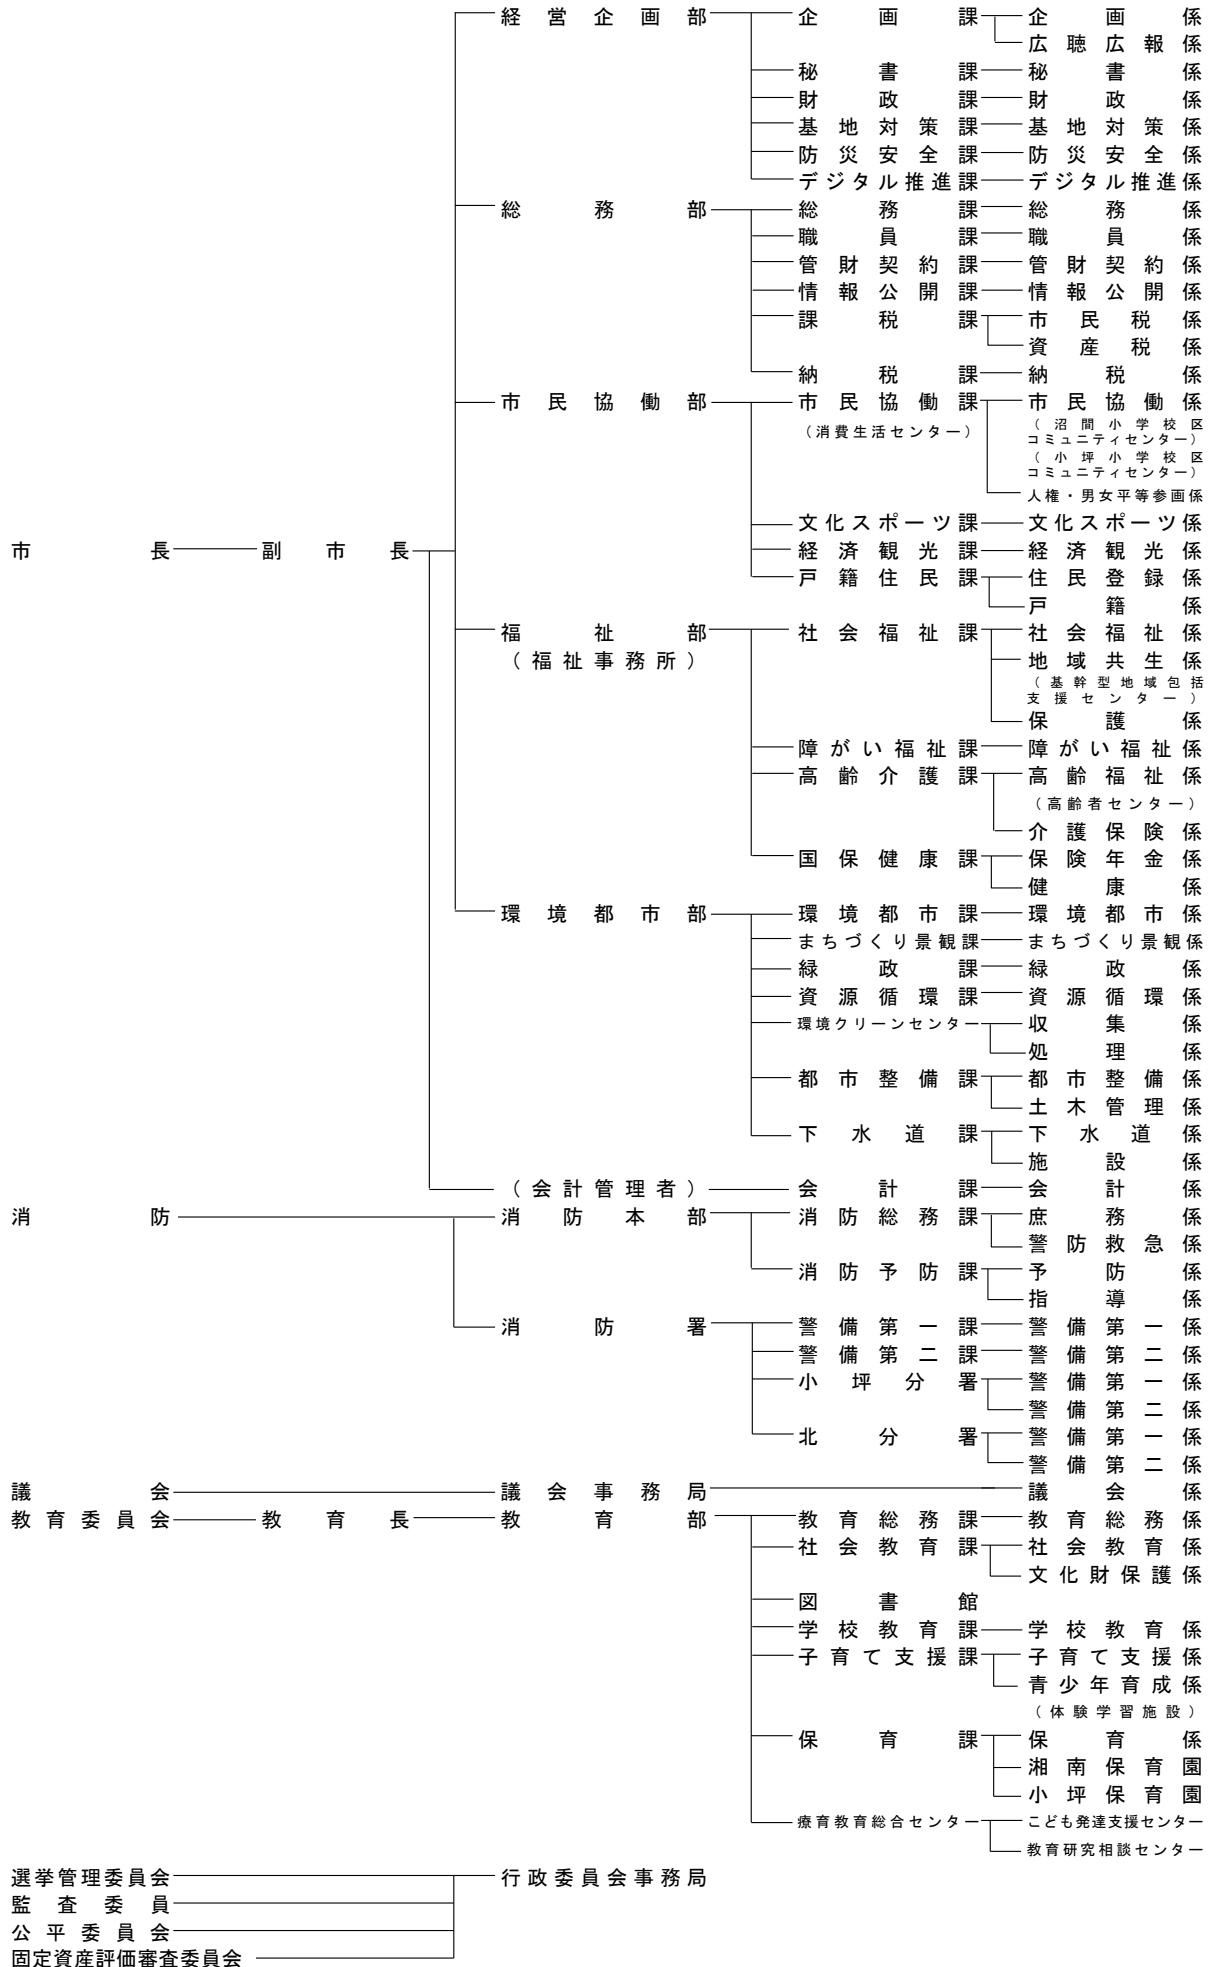 経営企画部 企画課 企画係
広聴広報係
秘書課 秘書係
財政課 財政係
基地対策課 基地対策係
防災安全課 防災安全係
デジタル推進課 デジタル推進係
総務部 総務課 総務係
職員課 職員係
管財契約課 管財契約係
情報公開課 情報公開係
課税課 市民税係
資産税係
納税課 納税係
市民協働部 市民協働課 市民協働係
(消費生活センター) (沼間小学校区
コミュニティセンター)
(小坪小学校区
コミュニティセンター)
人権・男女平等参画係
文化スポーツ課 文化スポーツ係
市長 副市長 経済観光課 経済観光係
戸籍住民課 住民登録係
戸籍係
福祉部 社会福祉課 社会福祉係
(福祉事務所) 地域共生係
(基幹型地域包括
支援センター)
保護係
障がい福祉課 障がい福祉係
高齢介護課 高齢福祉係
(高齢者センター)
介護保険係
国保健康課 保険年金係
健康係
環境都市部 環境都市課 環境都市係
まちづくり景観課 まちづくり景観係
緑政課 緑政係
資源循環課 資源循環係
環境クリーンセンター 収集係
処理係
都市整備課 都市整備係
土木管理係
下水道課 下水道係
施設係
(会計管理者) 会計課 会計係
消防 消防本部 消防総務課 庶務係
警防救急係
消防予防課 予防係
指導係
消防署 警備第一課 警備第一係
警備第二課 警備第二係
小坪分署 警備第一係
警備第二係
北分署 警備第一係
警備第二係
議会 議会事務局 議会係
教育委員会 教育長 教育部 教育総務課 教育総務係
社会教育課 社会教育係
文化財保護係
図書館
学校教育課 学校教育係
子育て支援課 子育て支援係
青少年育成係
(体験学習施設)
保育課 保育係
湘南保育園
小坪保育園
療育教育総合センター こども発達支援センター
教育研究相談センター
選挙管理委員会 行政委員会事務局
監査委員
公平委員会
固定資産評価審査委員会